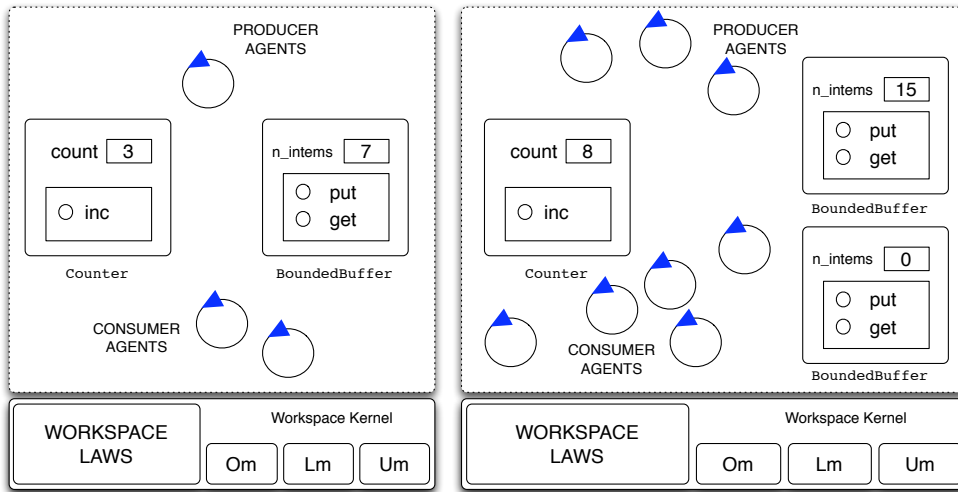 PRODUCER
AGENTS
count 3
inc
Counter
n_intems 7
put
get
BoundedBuffer
CONSUMER
AGENTS
WORKSPACE
LAWS
Workspace Kernel
Om Lm Um
PRODUCER
AGENTS
n_intems 15
put
get
BoundedBuffer
count 8
inc
Counter
n_intems 0
put
get
BoundedBuffer
CONSUMER
AGENTS
WORKSPACE
LAWS
Workspace Kernel
Om Lm Um